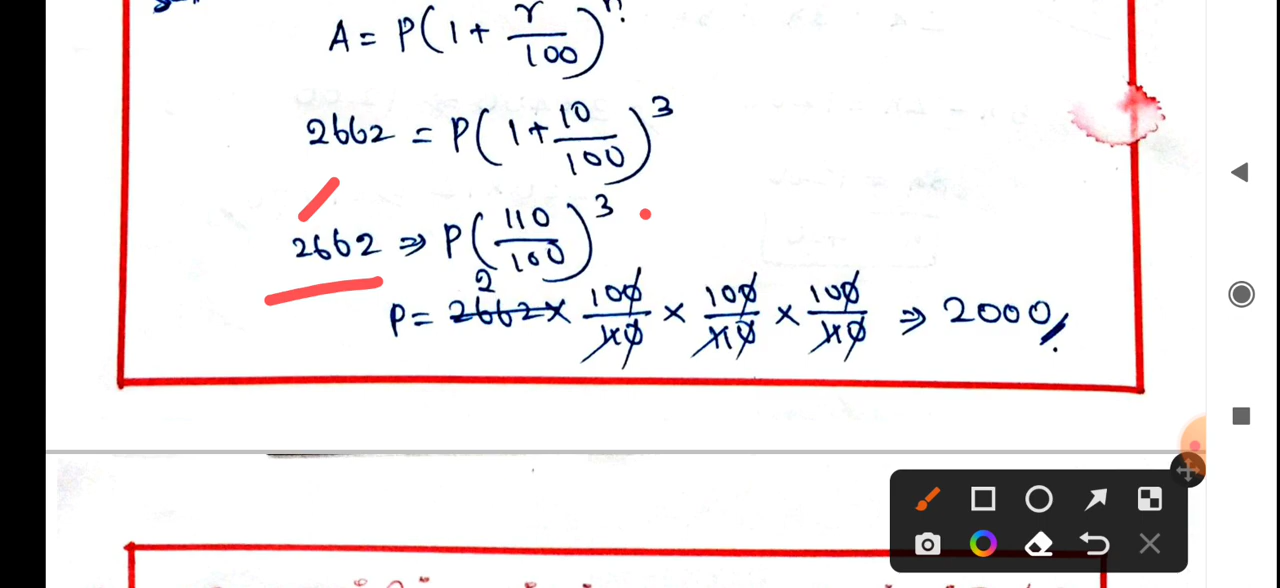 A = P(1 + r/100)^n.
2662 = P(1 + 10/100)^3
2662 ⇒ P(110/100)^3
2
P = 2662 × 100/110 × 100/110 × 100/110 ⇒ 2000